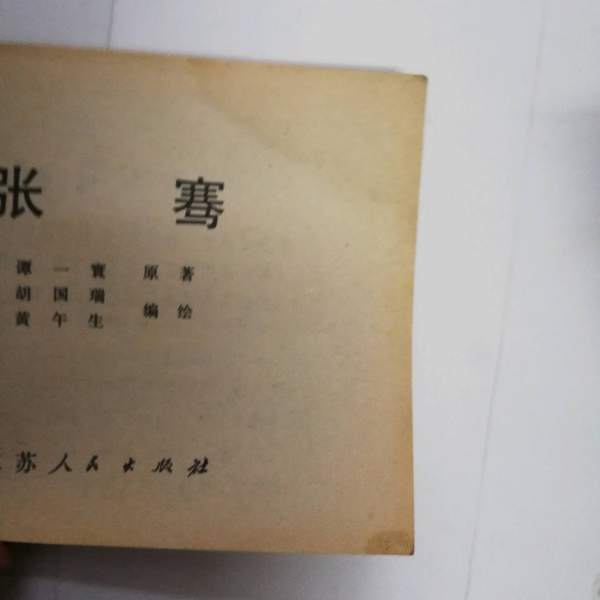 张骞
谭一寰 原著
胡国瑞
黄午生 编绘
苏人民出版社